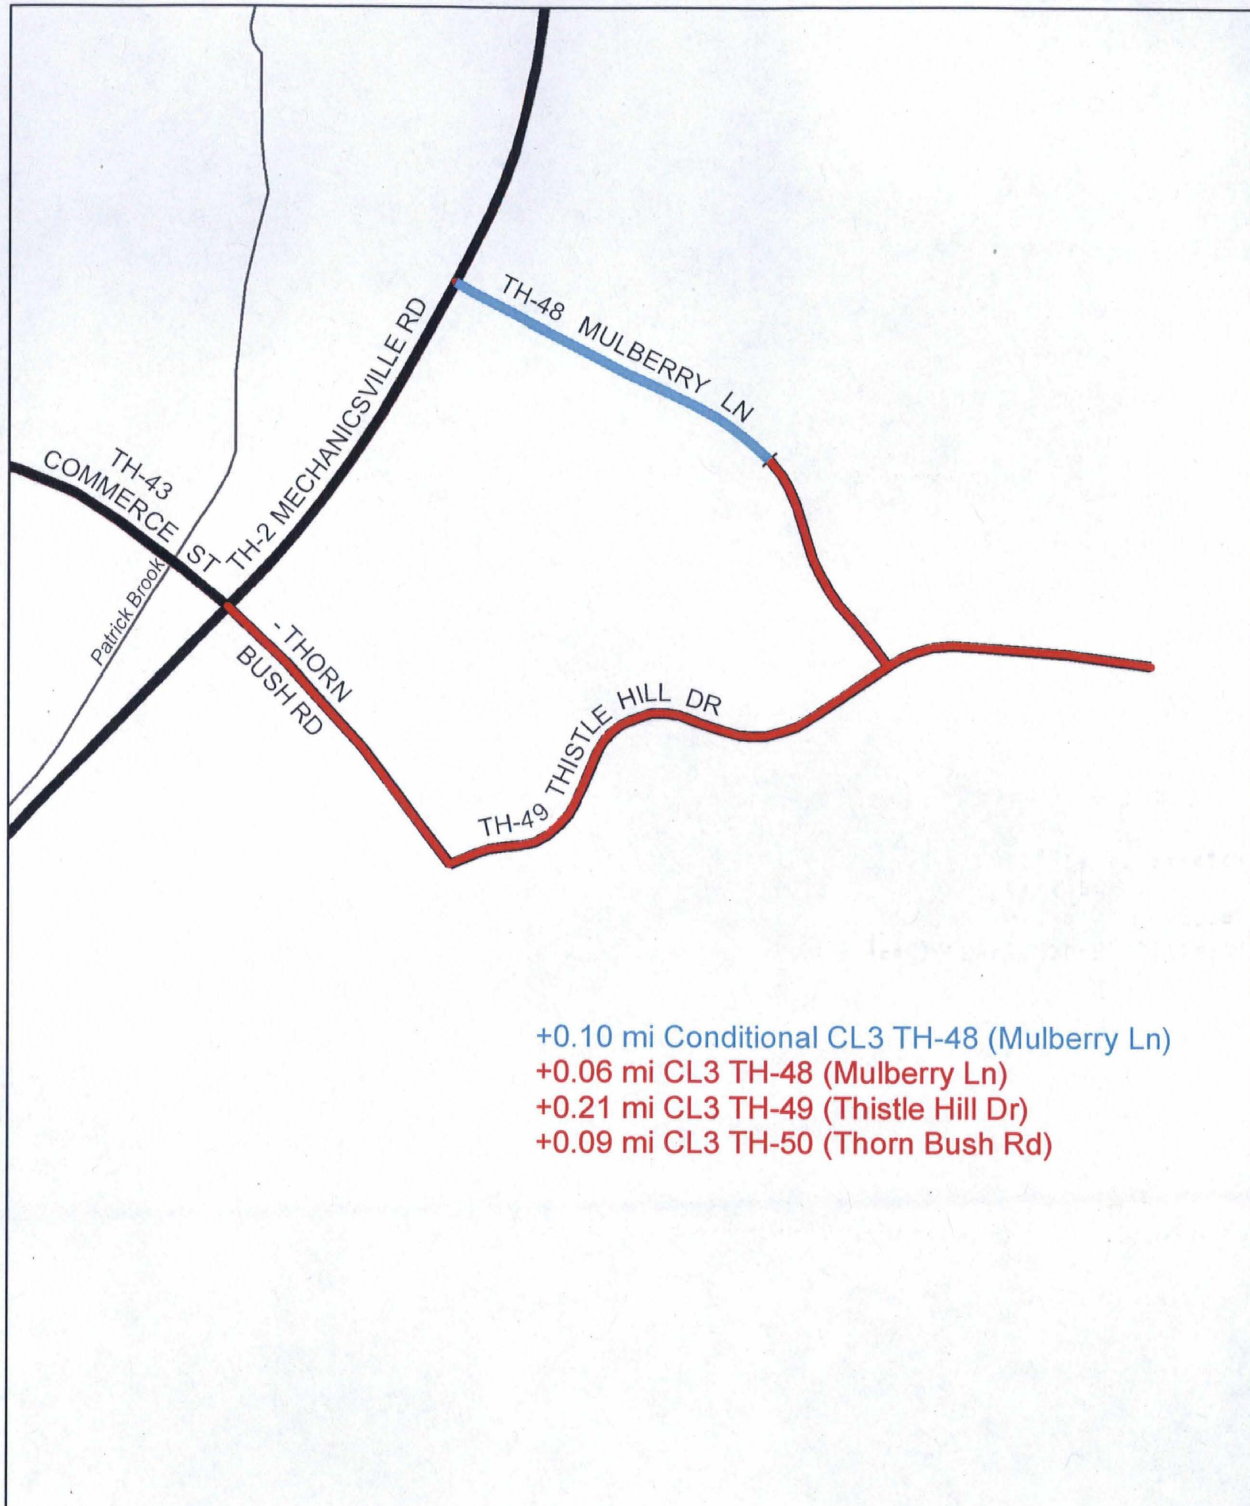 TH-48 MULBERRY LN
TH-2 MECHANICSVILLE RD
TH-43
COMMERCE ST
Patrick Brook
- THORN
BUSH RD
TH-49 THISTLE HILL DR
+0.10 mi Conditional CL3 TH-48 (Mulberry Ln)
+0.06 mi CL3 TH-48 (Mulberry Ln)
+0.21 mi CL3 TH-49 (Thistle Hill Dr)
+0.09 mi CL3 TH-50 (Thorn Bush Rd)